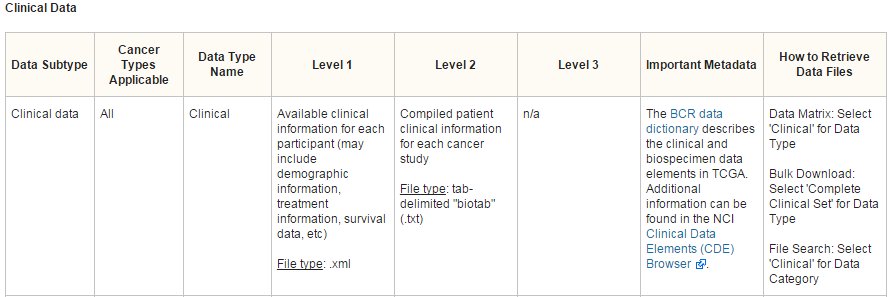 Clinical Data
Data Subtype
Cancer
Types
Applicable
Data Type
Name
Level 1
Level 2
Level 3
Important Metadata
How to Retrieve
Data Files
Clinical data
All
Clinical
Available clinical
information for each
participant (may
include
demographic
information,
treatment
information, survival
data, etc)
File type: .xml
Compiled patient
clinical information
for each cancer
study
File type: tab-
delimited "biotab"
(.txt)
n/a
The BCR data
dictionary describes
the clinical and
biospecimen data
elements in TCGA.
Additional
information can be
found in the NCI
Clinical Data
Elements (CDE)
Browser .
Data Matrix: Select
'Clinical' for Data
Type
Bulk Download:
Select 'Complete
Clinical Set' for Data
Type
File Search: Select
'Clinical' for Data
Category